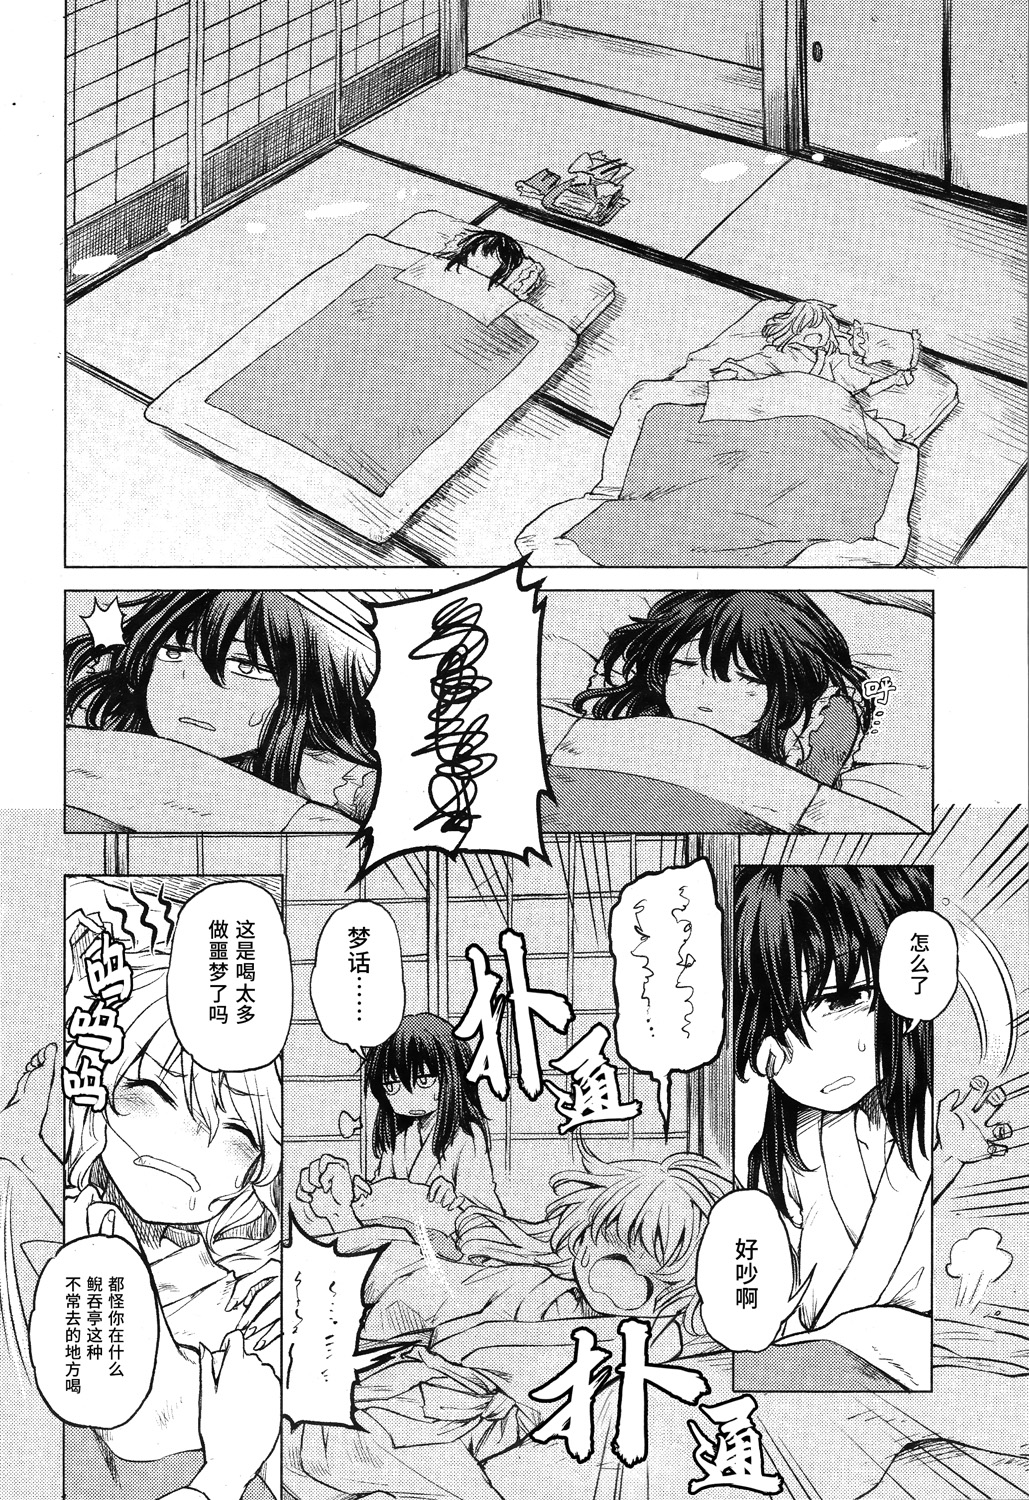 呼……
怎么了
好吵啊
扑通
梦话……
扑通
这是喝太多
做噩梦了吗
呜呜呜
都怪你在什么
鲵吞亭这种
不常去的地方喝